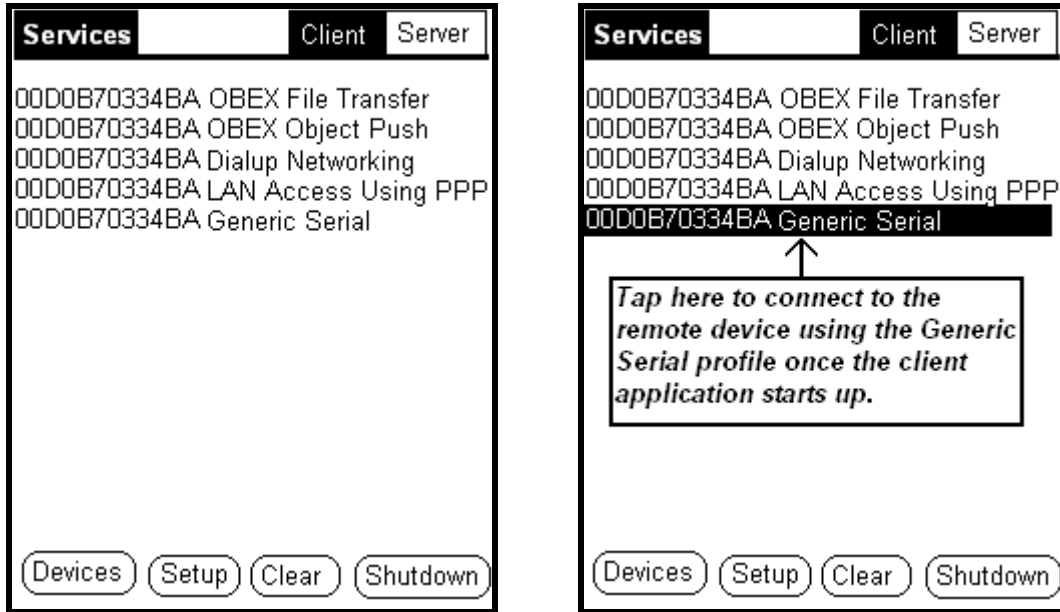 Services Client Server
00D0B70334BA OBEX File Transfer
00D0B70334BA OBEX Object Push
00D0B70334BA Dialup Networking
00D0B70334BA LAN Access Using PPP
00D0B70334BA Generic Serial
Devices Setup Clear Shutdown
Services Client Server
00D0B70334BA OBEX File Transfer
00D0B70334BA OBEX Object Push
00D0B70334BA Dialup Networking
00D0B70334BA LAN Access Using PPP
00D0B70334BA Generic Serial
Tap here to connect to the
remote device using the Generic
Serial profile once the client
application starts up.
Devices Setup Clear Shutdown